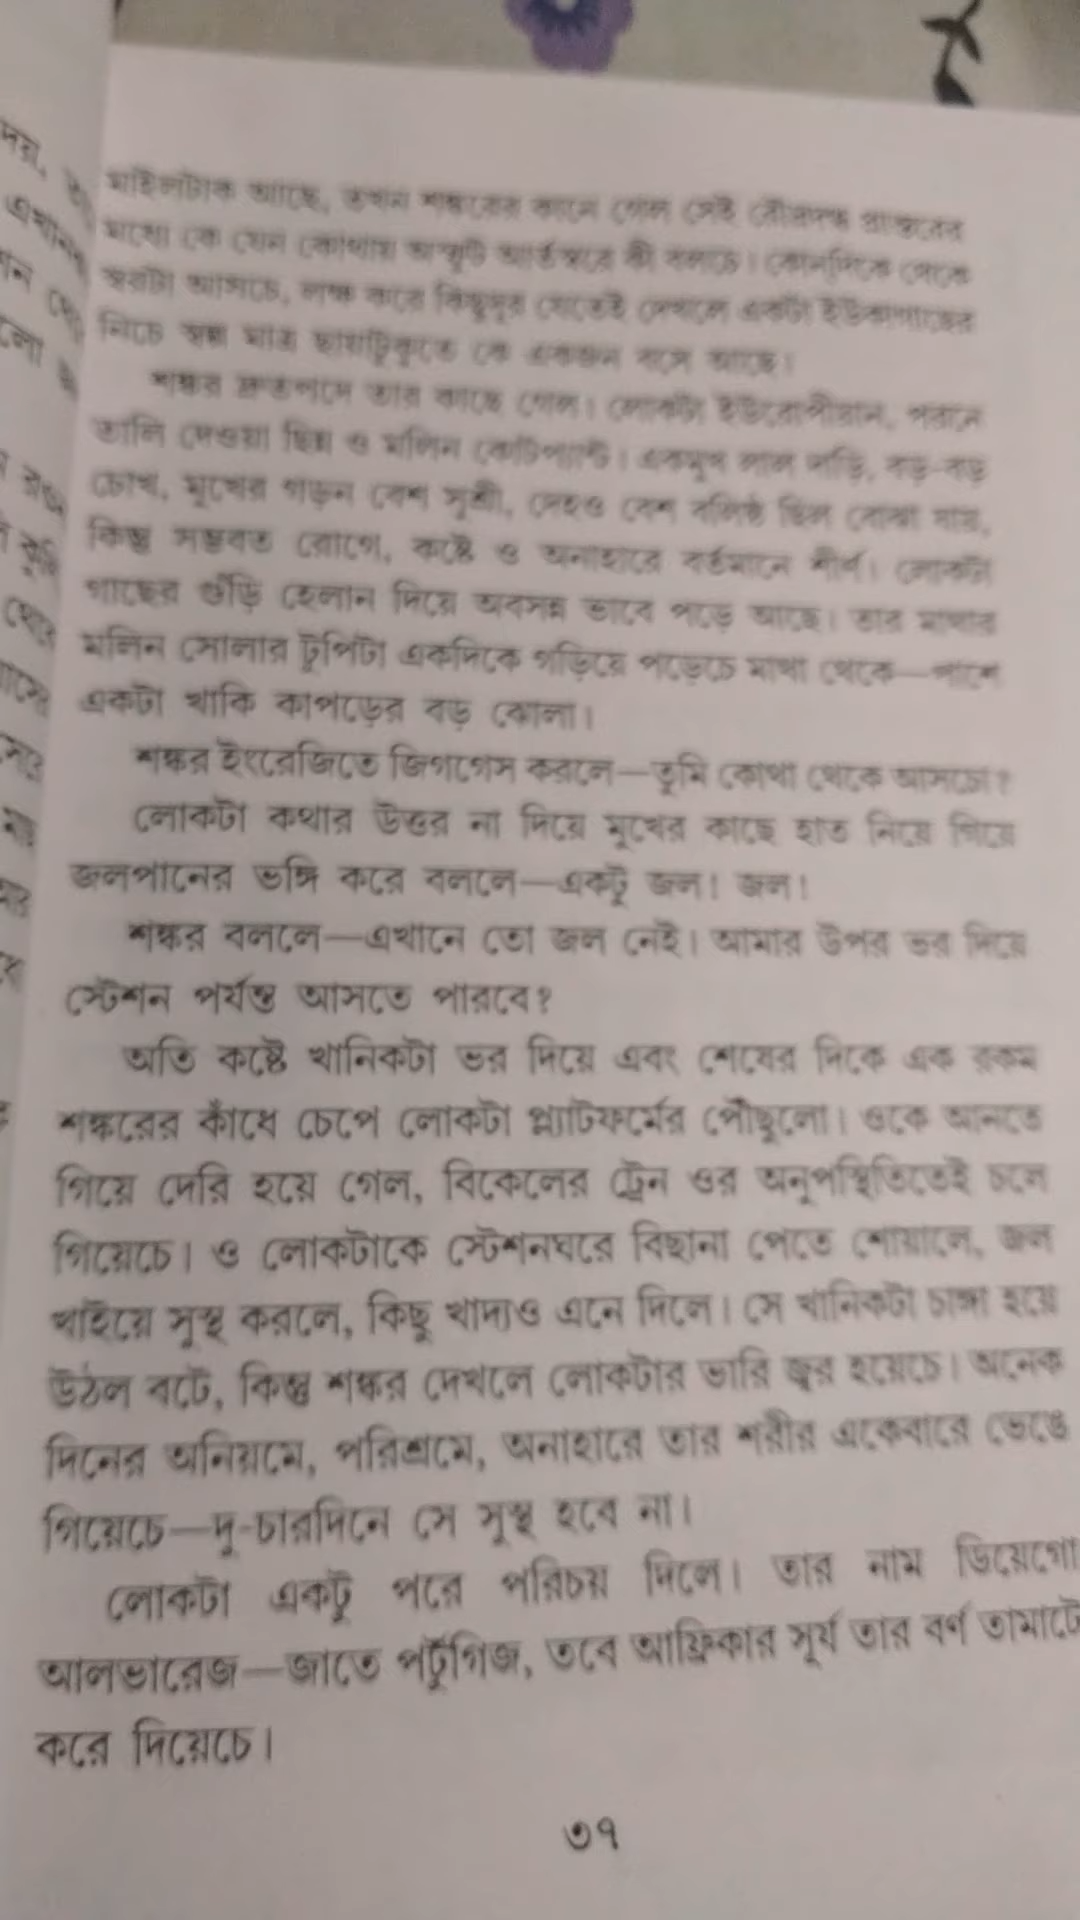 মাইলটাক আছে, তখন শঙ্করের কানে গেল সেই রৌদ্রদগ্ধ প্রান্তরের
মধ্যে কে যেন কোথায় অস্ফুট আর্তস্বরে কী বলচে। কোনদিকে থেকে
স্বরটা আসচে, লক্ষ করে কিছুদূর যেতেই দেখলে একটা ইউকাগাছের
নিচে স্বল্প মাত্র ছায়াটুকুতে কে একজন বসে আছে।
শঙ্কর দ্রুতপদে তার কাছে গেল। লোকটা ইউরোপীয়ান, পরনে
তালি দেওয়া ছিন্ন ও মলিন কোটপ্যান্ট। একমুখ লাল দাড়ি, বড়-বড়
চোখ, মুখের গড়ন বেশ সুশ্রী, দেহও বেশ বলিষ্ঠ ছিল বোঝা যায়,
কিন্তু সম্ভবত রোগে, কষ্টে ও অনাহারে বর্তমানে শীর্ণ। লোকটা
গাছের গুঁড়ি হেলান দিয়ে অবসন্ন ভাবে পড়ে আছে। তার মাথার
মলিন সোলার টুপিটা একদিকে গড়িয়ে পড়েচে মাথা থেকে—পাশে
একটা খাকি কাপড়ের বড় ঝোলা।
শঙ্কর ইংরেজিতে জিগগেস করলে—তুমি কোথা থেকে আসচো?
লোকটা কথার উত্তর না দিয়ে মুখের কাছে হাত নিয়ে গিয়ে
জলপানের ভঙ্গি করে বললে—একটু জল! জল!
শঙ্কর বললে—এখানে তো জল নেই। আমার উপর ভর দিয়ে
স্টেশন পর্যন্ত আসতে পারবে?
অতি কষ্টে খানিকটা ভর দিয়ে এবং শেষের দিকে এক রকম
শঙ্করের কাঁধে চেপে লোকটা প্ল্যাটফর্মের পৌঁছুলো। ওকে আনতে
গিয়ে দেরি হয়ে গেল, বিকেলের ট্রেন ওর অনুপস্থিতিতেই চলে
গিয়েচে। ও লোকটাকে স্টেশনঘরে বিছানা পেতে শোয়ালে, জল
খাইয়ে সুস্থ করলে, কিছু খাদ্যও এনে দিলে। সে খানিকটা চাঙ্গা হয়ে
উঠল বটে, কিন্তু শঙ্কর দেখলে লোকটার ভারি জ্বর হয়েচে। অনেক
দিনের অনিয়মে, পরিশ্রমে, অনাহারে তার শরীর একেবারে ভেঙে
গিয়েচে—দু-চারদিনে সে সুস্থ হবে না।
লোকটা একটু পরে পরিচয় দিলে। তার নাম ডিয়েগো
আলভারেজ—জাতে পর্টুগিজ, তবে আফ্রিকার সূর্য তার বর্ণ তামাটে
করে দিয়েচে।
৩৭